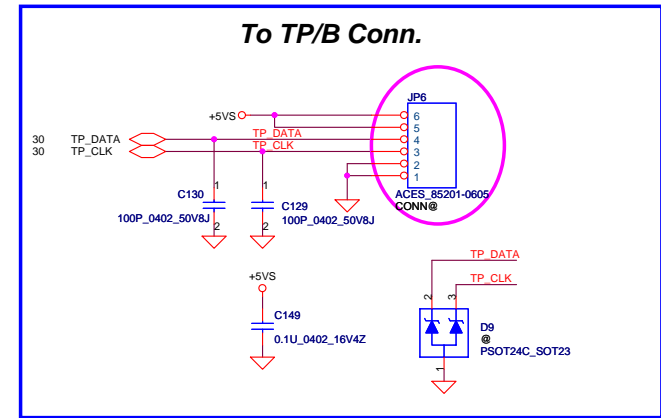 To TP/B Conn.
JP6
+5VS
6
5
30 TP_DATA TP_DATA 4
30 TP_CLK TP_CLK 3
2
1
ACES_85201-0605
CONN@
1 1
C130 C129
100P_0402_50V8J 100P_0402_50V8J
2 2
+5VS
TP_DATA
TP_CLK
2 3
C149
0.1U_0402_16V4Z
D9
@
PSOT24C_SOT23
1